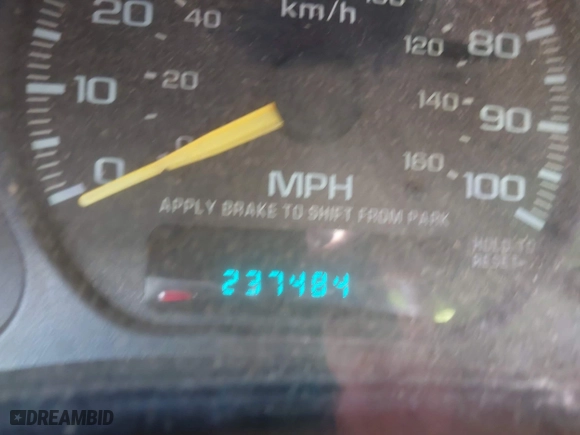 20 40 km/h 120 80
10 20 140 90
0 0 160 100
MPH
APPLY BRAKE TO SHIFT FROM PARK
HOLD TO
RESET
237484
DREAMBID